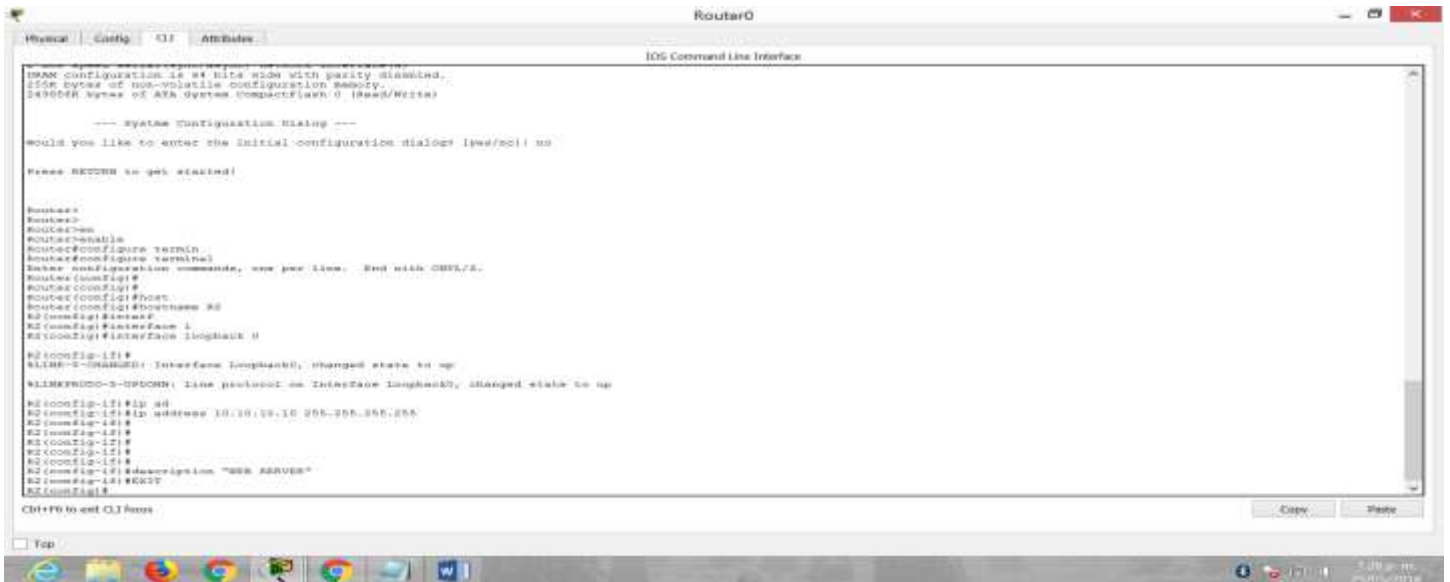 Router0
Physical Config CLI Attributes
IOS Command Line Interface
DRAM configuration is 64 bits wide with parity disabled.
255K bytes of non-volatile configuration memory.
249856K bytes of ATA System CompactFlash 0 (Read/Write)
--- System Configuration Dialog ---
Would you like to enter the initial configuration dialog? [yes/no]: no
Press RETURN to get started!
Router>
Router>
Router>en
Router>enable
Router#configure termin
Router#configure terminal
Enter configuration commands, one per line. End with CNTL/Z.
Router(config)#
Router(config)#
Router(config)#host
Router(config)#hostname R2
R2(config)#interf
R2(config)#interface l
R2(config)#interface loopback 0
R2(config-if)#
%LINK-5-CHANGED: Interface Loopback0, changed state to up
%LINEPROTO-5-UPDOWN: Line protocol on Interface Loopback0, changed state to up
R2(config-if)#ip ad
R2(config-if)#ip address 10.10.10.10 255.255.255.255
R2(config-if)#
R2(config-if)#
R2(config-if)#
R2(config-if)#
R2(config-if)#description "WEB SERVER"
R2(config-if)#EXIT
R2(config)#
Ctrl+F6 to exit CLI focus
Copy Paste
Top